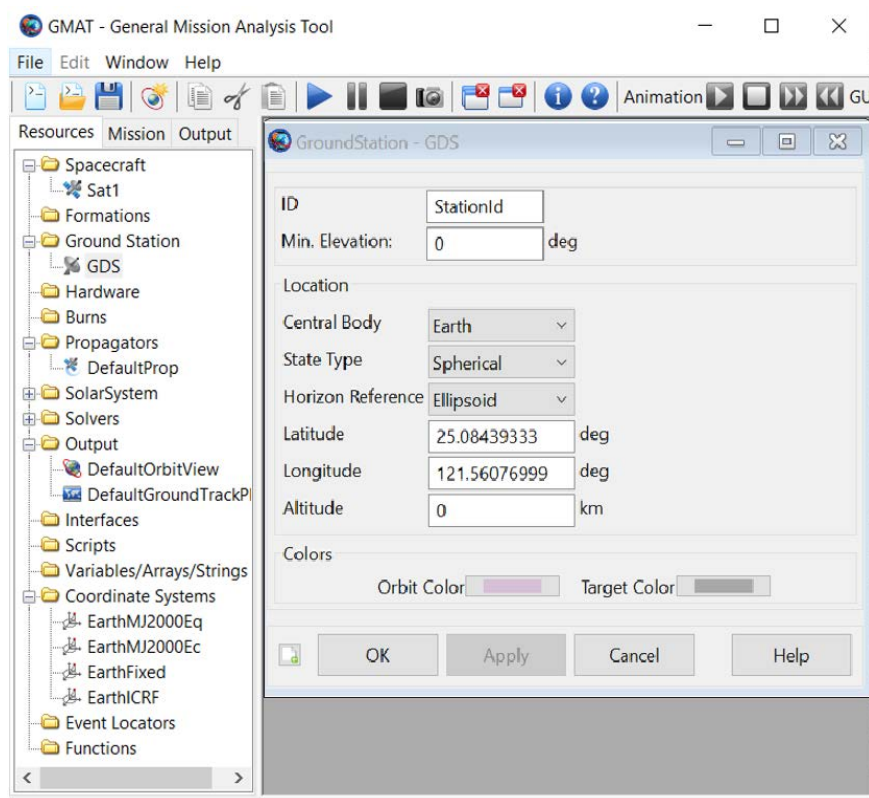 GMAT - General Mission Analysis Tool
File Edit Window Help
Animation GU
Resources Mission Output
Spacecraft
Sat1
Formations
Ground Station
GDS
Hardware
Burns
Propagators
DefaultProp
SolarSystem
Solvers
Output
DefaultOrbitView
DefaultGroundTrackPl
Interfaces
Scripts
Variables/Arrays/Strings
Coordinate Systems
EarthMJ2000Eq
EarthMJ2000Ec
EarthFixed
EarthICRF
Event Locators
Functions
GroundStation - GDS
ID StationId
Min. Elevation: 0 deg
Location
Central Body Earth
State Type Spherical
Horizon Reference Ellipsoid
Latitude 25.08439333 deg
Longitude 121.56076999 deg
Altitude 0 km
Colors
Orbit Color Target Color
OK Apply Cancel Help